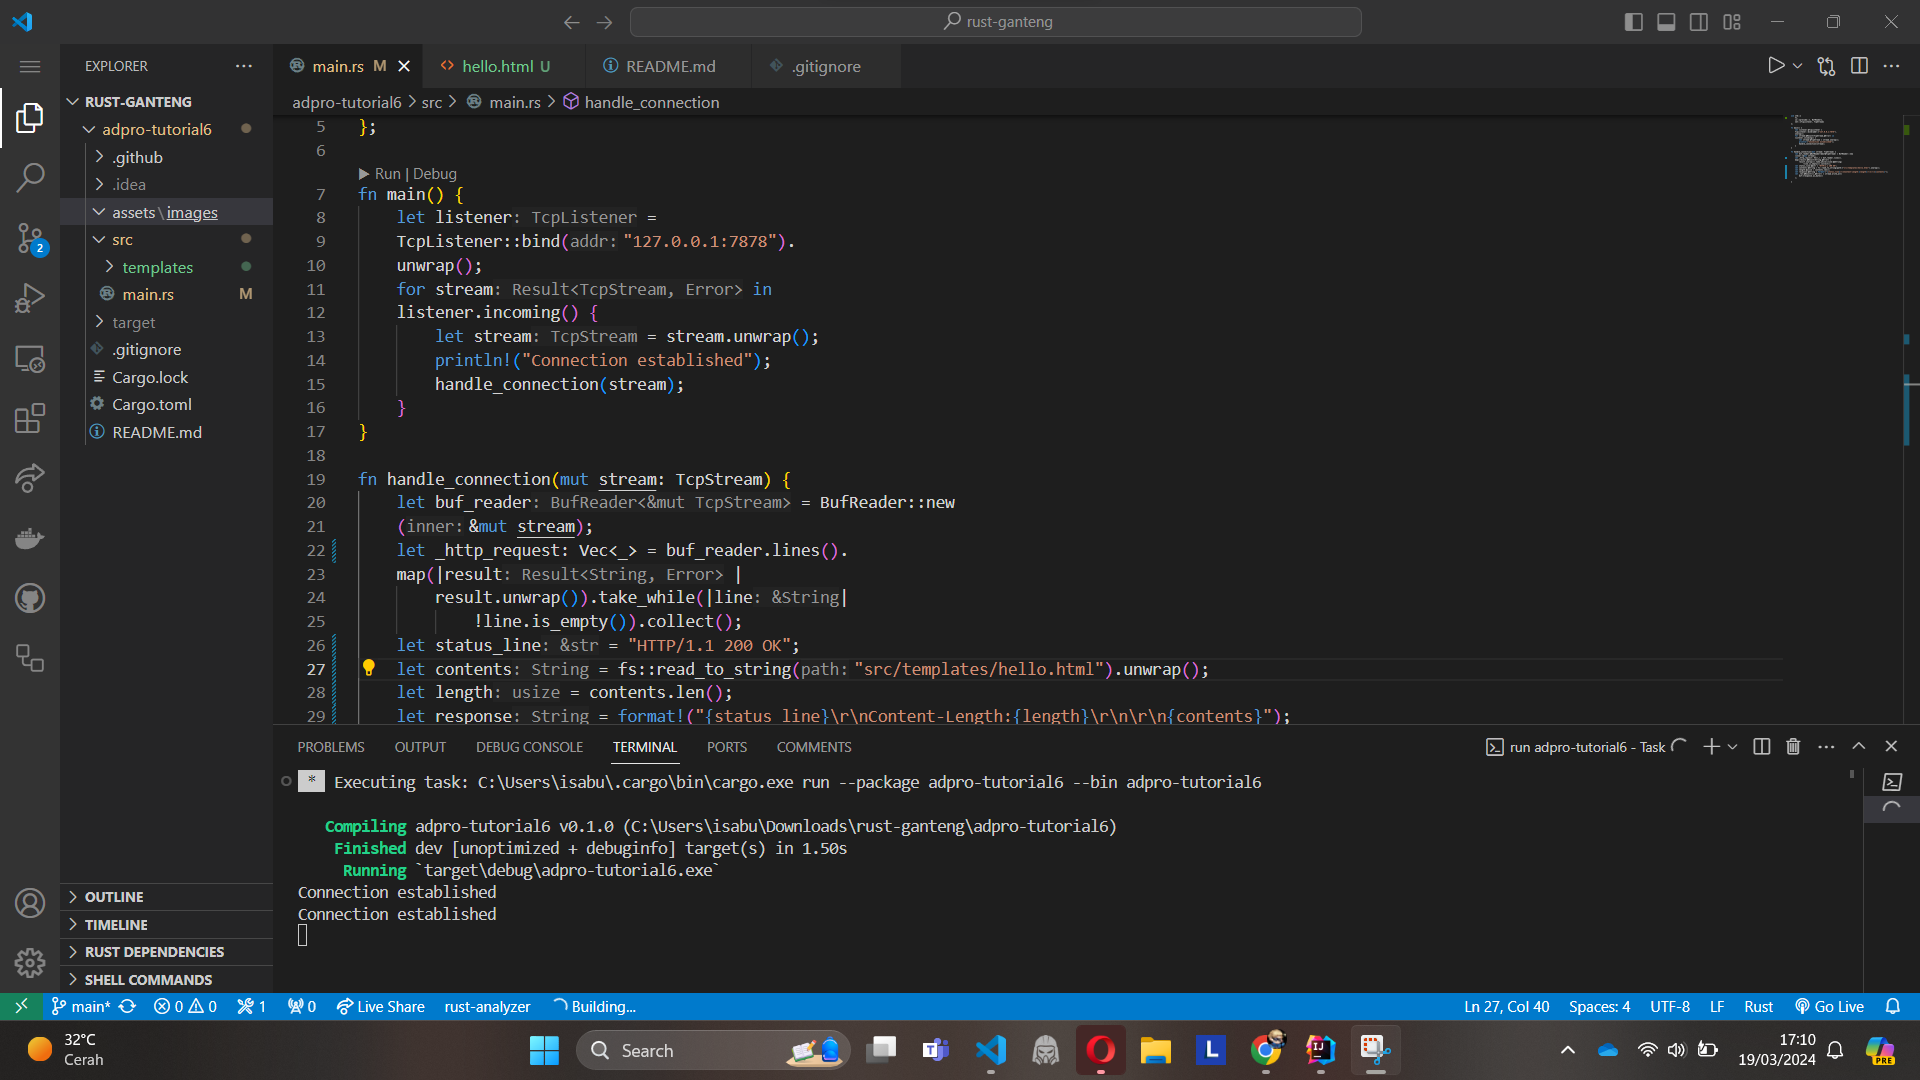 rust-ganteng
EXPLORER
RUST-GANTENG
adpro-tutorial6
.github
.idea
assets\images
src
templates
main.rs M
target
.gitignore
Cargo.lock
Cargo.toml
README.md
OUTLINE
TIMELINE
RUST DEPENDENCIES
SHELL COMMANDS
2
main.rs M
hello.html U
README.md
.gitignore
adpro-tutorial6 > src > main.rs > handle_connection
5 };
6
Run | Debug
7 fn main() {
8 let listener: TcpListener =
9 TcpListener::bind(addr: "127.0.0.1:7878").
10 unwrap();
11 for stream: Result<TcpStream, Error> in
12 listener.incoming() {
13 let stream: TcpStream = stream.unwrap();
14 println!("Connection established");
15 handle_connection(stream);
16 }
17 }
18
19 fn handle_connection(mut stream: TcpStream) {
20 let buf_reader: BufReader<&mut TcpStream> = BufReader::new
21 (inner: &mut stream);
22 let _http_request: Vec<_> = buf_reader.lines().
23 map(|result: Result<String, Error> |
24 result.unwrap()).take_while(|line: &String|
25 !line.is_empty()).collect();
26 let status_line: &str = "HTTP/1.1 200 OK";
27 let contents: String = fs::read_to_string(path: "src/templates/hello.html").unwrap();
28 let length: usize = contents.len();
29 let response: String = format!("{status_line}\r\nContent-Length:{length}\r\n\r\n{contents}");
PROBLEMS OUTPUT DEBUG CONSOLE TERMINAL PORTS COMMENTS
run adpro-tutorial6 - Task
* Executing task: C:\Users\isabu\.cargo\bin\cargo.exe run --package adpro-tutorial6 --bin adpro-tutorial6
Compiling adpro-tutorial6 v0.1.0 (C:\Users\isabu\Downloads\rust-ganteng\adpro-tutorial6)
Finished dev [unoptimized + debuginfo] target(s) in 1.50s
Running `target\debug\adpro-tutorial6.exe`
Connection established
Connection established
main* 0 0 1 0 Live Share rust-analyzer Building... Ln 27, Col 40 Spaces: 4 UTF-8 LF Rust Go Live
32°C
Cerah
Search
17:10
19/03/2024
PRE